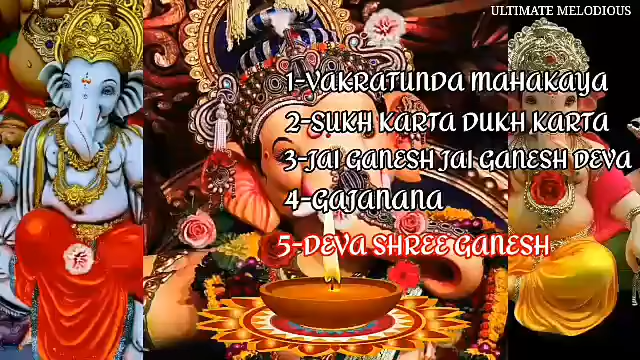 ULTIMATE MELODIOUS
1-VAKRATUNDA MAHAKAYA
2-SUKH KARTA DUKH KARTA
3-JAI GANESH JAI GANESH DEVA
4-GAJANANA
5-DEVA SHREE GANESH